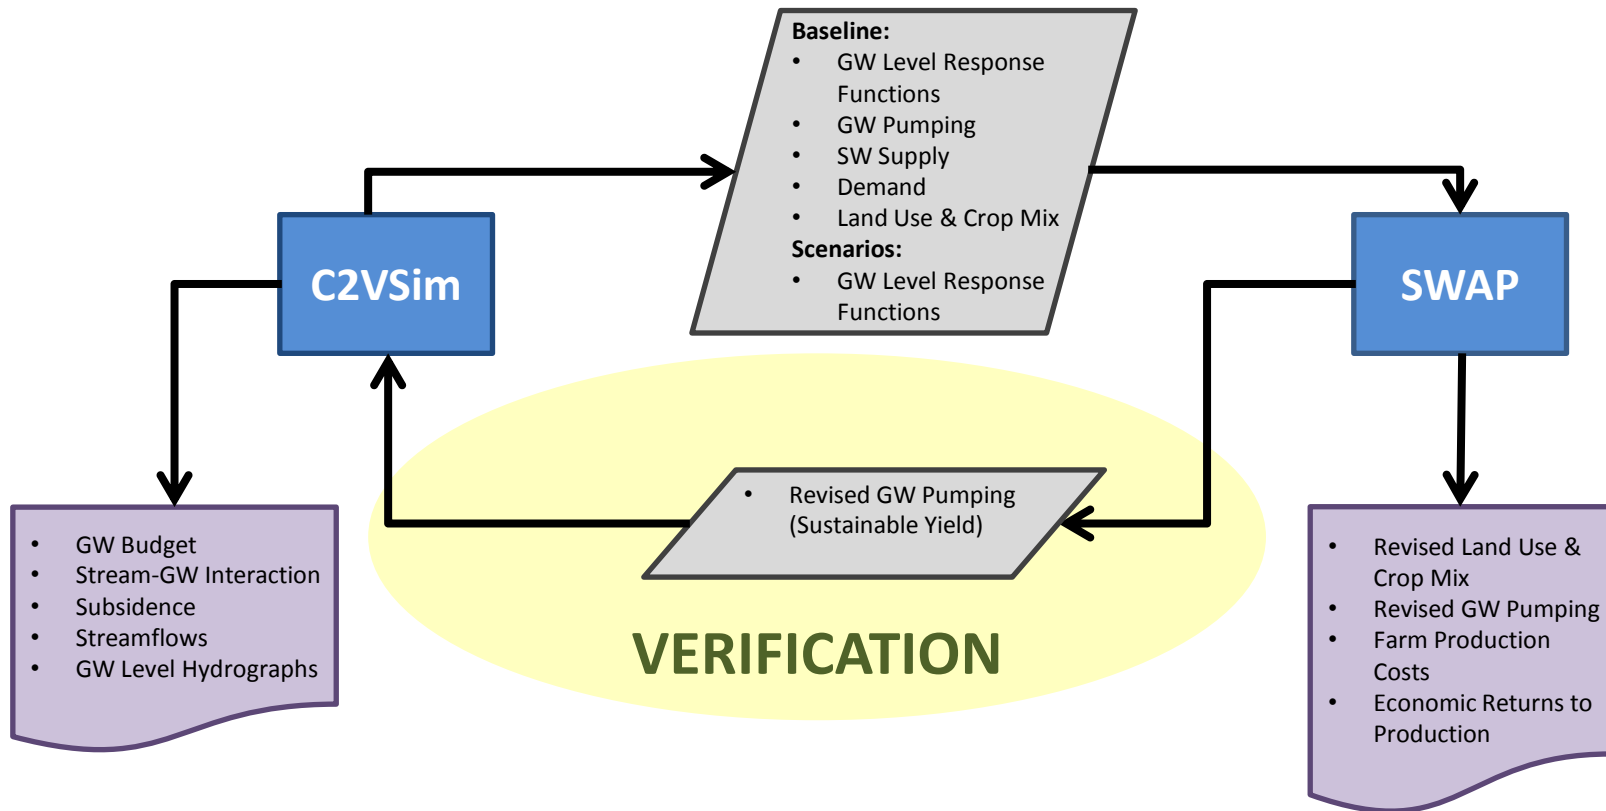 Baseline:
• GW Level Response
Functions
• GW Pumping
• SW Supply
• Demand
• Land Use & Crop Mix
Scenarios:
• GW Level Response
Functions
C2VSim
SWAP
• Revised GW Pumping
(Sustainable Yield)
VERIFICATION
• GW Budget
• Stream-GW Interaction
• Subsidence
• Streamflows
• GW Level Hydrographs
• Revised Land Use &
Crop Mix
• Revised GW Pumping
• Farm Production
Costs
• Economic Returns to
Production